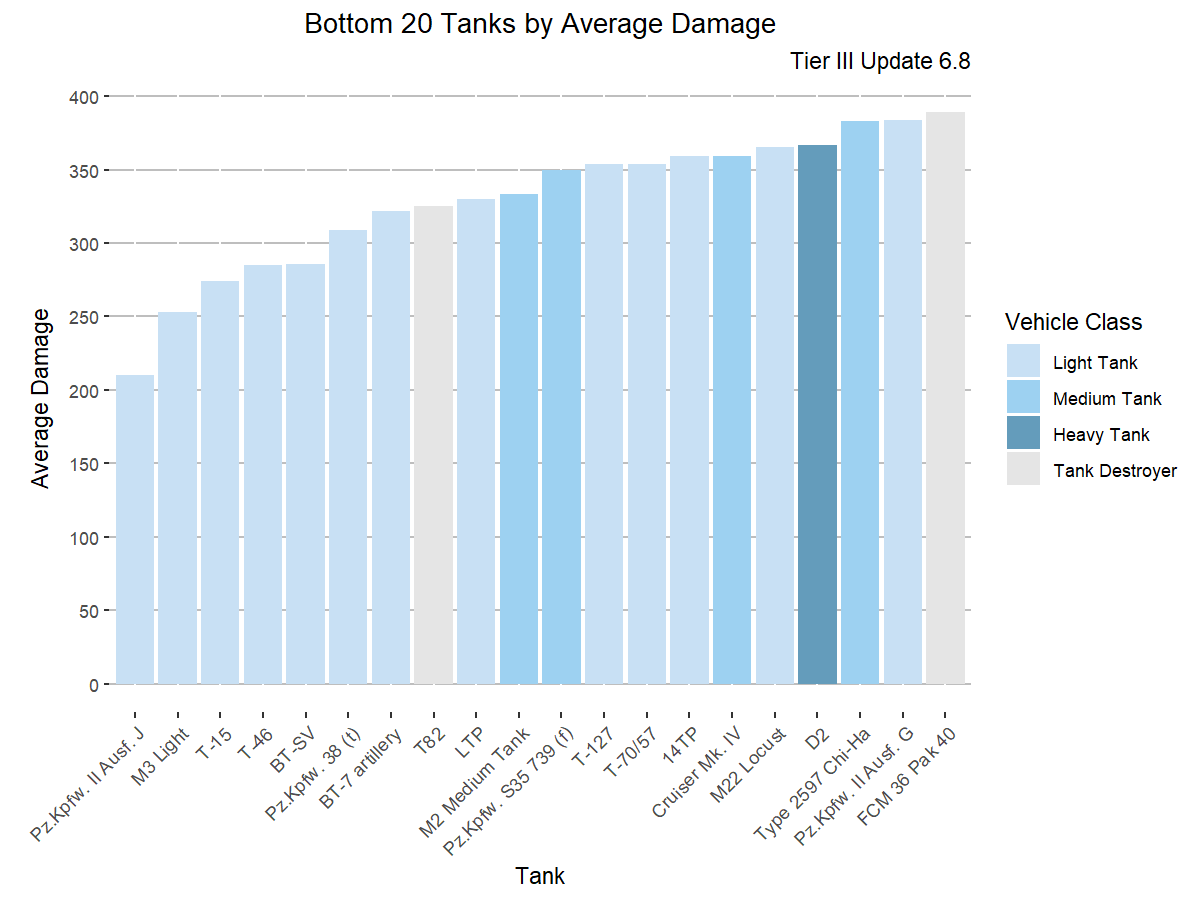 Bottom 20 Tanks by Average Damage
Tier III Update 6.8
Average Damage
400
350
300
250
200
150
100
50
0
Pz.Kpfw. II Ausf. J
M3 Light
T-15
T-46
BT-SV
Pz.Kpfw. 38 (t)
BT-7 artillery
T82
LTP
M2 Medium Tank
Pz.Kpfw. S35 739 (f)
T-127
T-70/57
14TP
Cruiser Mk. IV
M22 Locust
D2
Type 2597 Chi-Ha
Pz.Kpfw. II Ausf. G
FCM 36 Pak 40
Tank
Vehicle Class
Light Tank
Medium Tank
Heavy Tank
Tank Destroyer